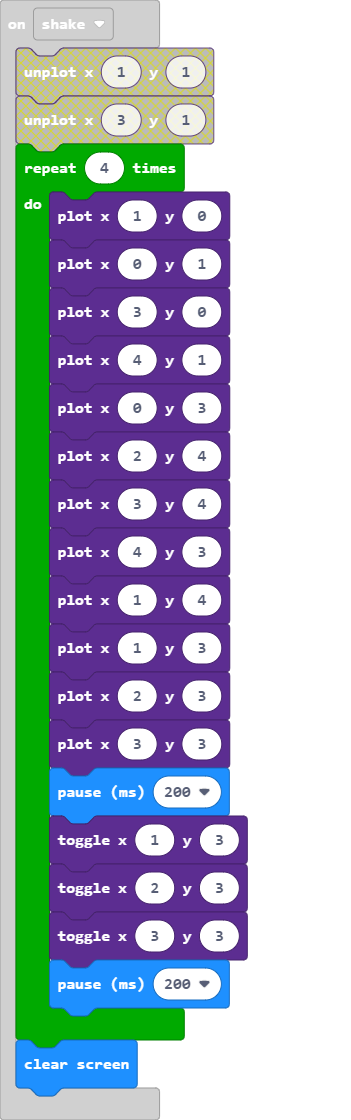 on shake
unplot x 1 y 1
unplot x 3 y 1
repeat 4 times
do
plot x 1 y 0
plot x 0 y 1
plot x 3 y 0
plot x 4 y 1
plot x 0 y 3
plot x 2 y 4
plot x 3 y 4
plot x 4 y 3
plot x 1 y 4
plot x 1 y 3
plot x 2 y 3
plot x 3 y 3
pause (ms) 200
toggle x 1 y 3
toggle x 2 y 3
toggle x 3 y 3
pause (ms) 200
clear screen